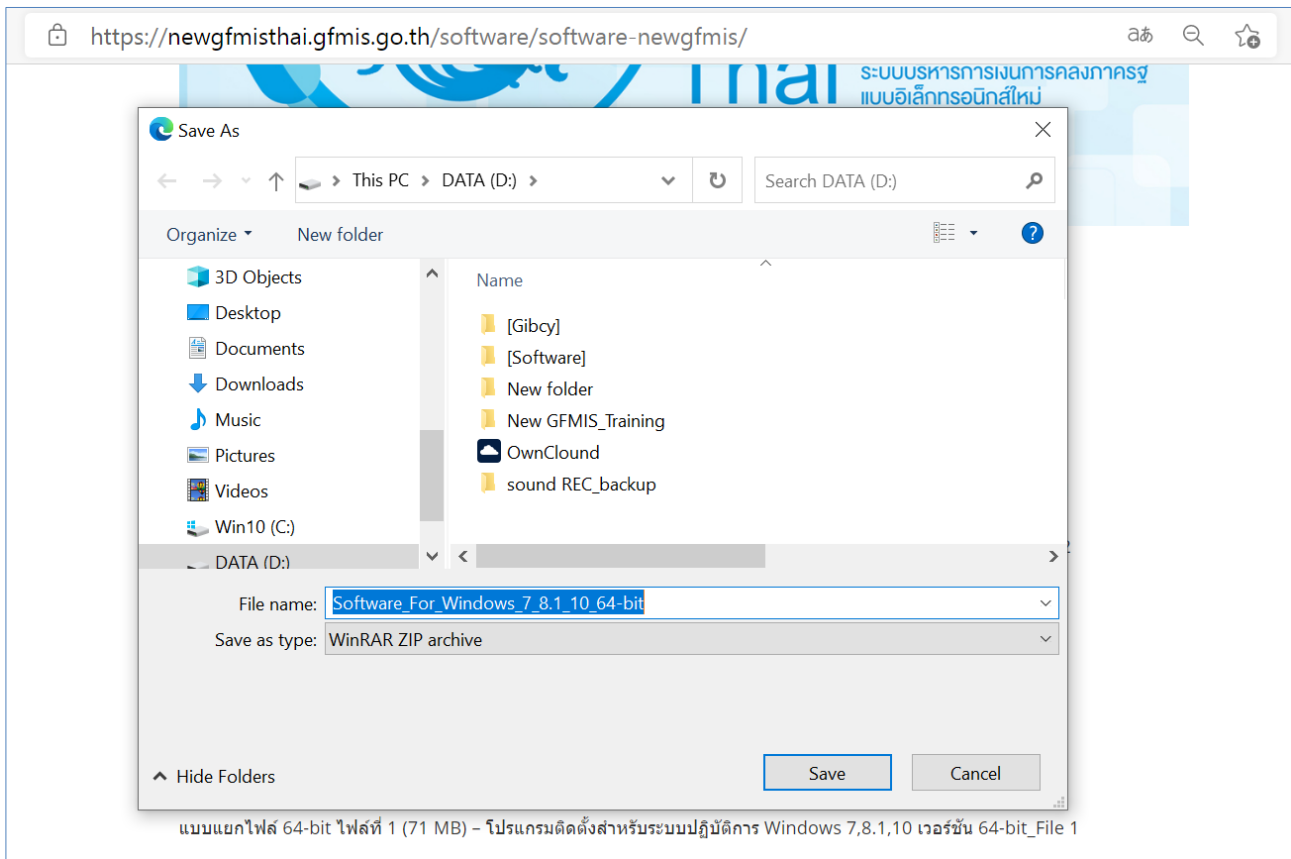 https://newgfmisthai.gfmis.go.th/software/software-newgfmis/
aあ
Thai
ระบบบริหารการเงินการคลังภาครัฐ
แบบอิเล็กทรอนิกส์ใหม่
Save As
This PC > DATA (D:) >
Search DATA (D:)
Organize
New folder
?
3D Objects
Desktop
Documents
Downloads
Music
Pictures
Videos
Win10 (C:)
DATA (D:)
Name
[Gibcy]
[Software]
New folder
New GFMIS_Training
OwnClound
sound REC_backup
File name: Software_For_Windows_7_8.1_10_64-bit
Save as type: WinRAR ZIP archive
Hide Folders
Save
Cancel
แบบแยกไฟล์ 64-bit ไฟล์ที่ 1 (71 MB) – โปรแกรมติดตั้งสำหรับระบบปฏิบัติการ Windows 7,8.1,10 เวอร์ชัน 64-bit_File 1